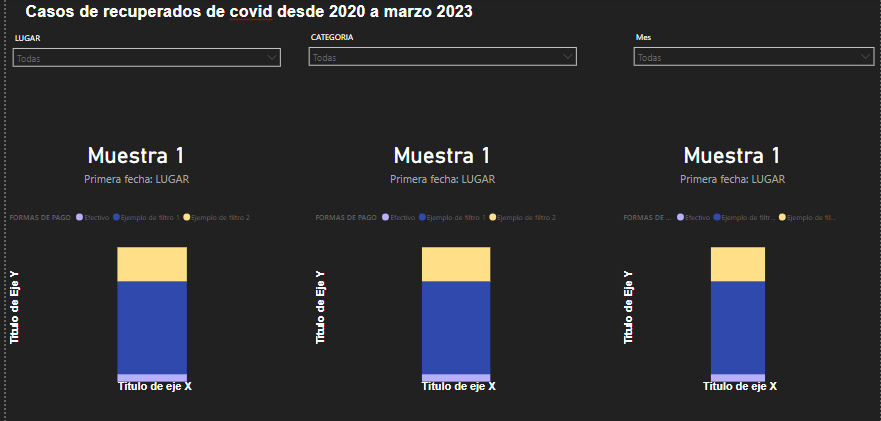 Casos de recuperados de covid desde 2020 a marzo 2023
LUGAR
CATEGORIA
Mes
Todas
Todas
Todas
Muestra 1
Muestra 1
Muestra 1
Primera fecha: LUGAR
Primera fecha: LUGAR
Primera fecha: LUGAR
FORMAS DE PAGO Efectivo Ejemplo de filtro 1 Ejemplo de filtro 2
FORMAS DE PAGO Efectivo Ejemplo de filtro 1 Ejemplo de filtro 2
FORMAS DE ... Efectivo Ejemplo de filtr... Ejemplo de fil...
Título de Eje Y
Título de Eje Y
Título de Eje Y
Título de eje X
Título de eje X
Título de eje X